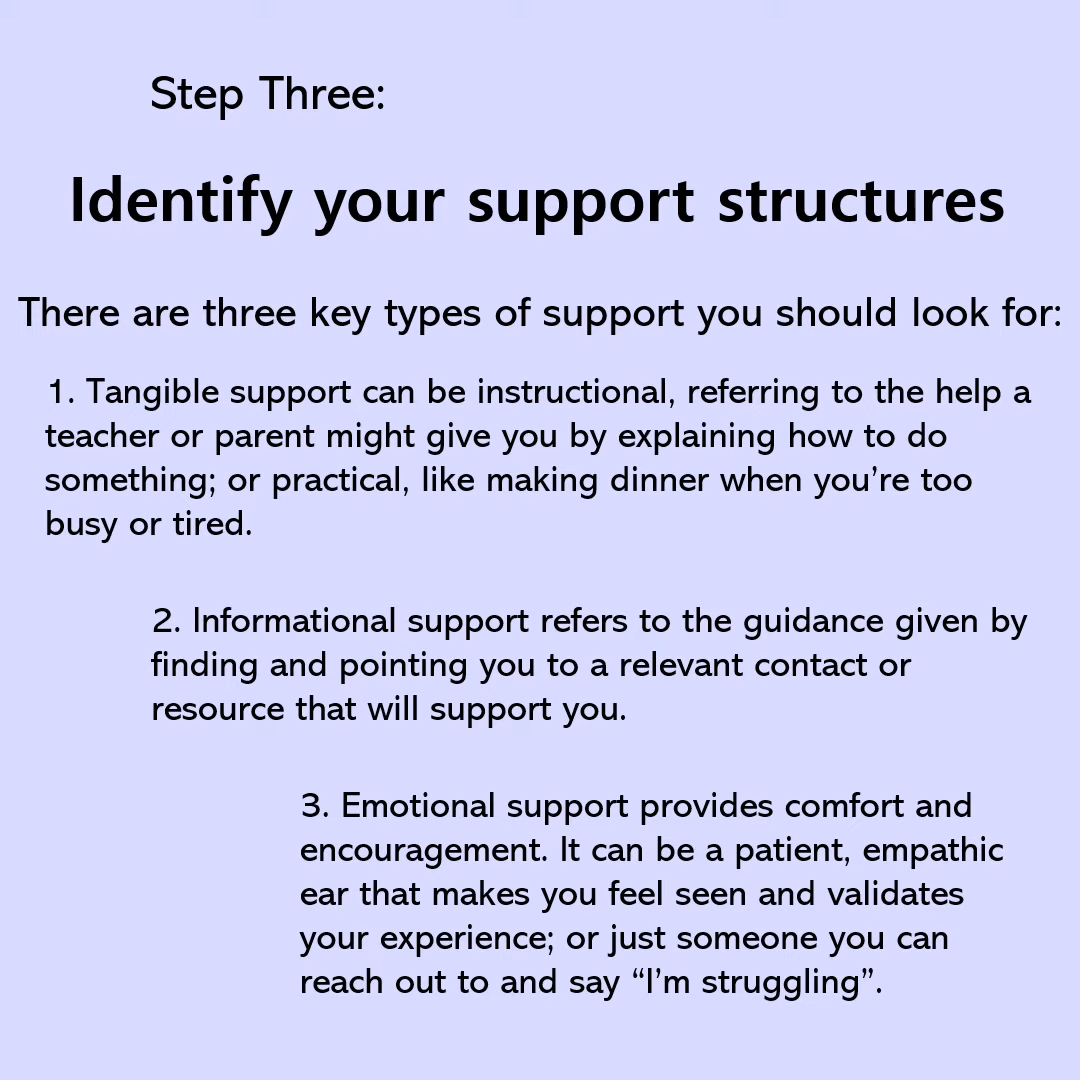 Step Three:
Identify your support structures
There are three key types of support you should look for:
1. Tangible support can be instructional, referring to the help a
teacher or parent might give you by explaining how to do
something; or practical, like making dinner when you’re too
busy or tired.
2. Informational support refers to the guidance given by
finding and pointing you to a relevant contact or
resource that will support you.
3. Emotional support provides comfort and
encouragement. It can be a patient, empathic
ear that makes you feel seen and validates
your experience; or just someone you can
reach out to and say “I’m struggling”.